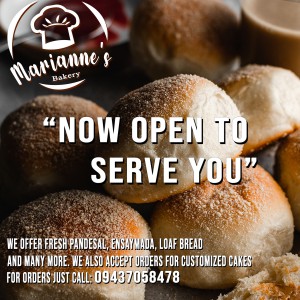 Marianne's
Bakery
“NOW OPEN TO
SERVE YOU”
WE OFFER FRESH PANDESAL, ENSAYMADA, LOAF BREAD
AND MANY MORE. WE ALSO ACCEPT ORDERS FOR CUSTOMIZED CAKES
FOR ORDERS JUST CALL: 09437058478